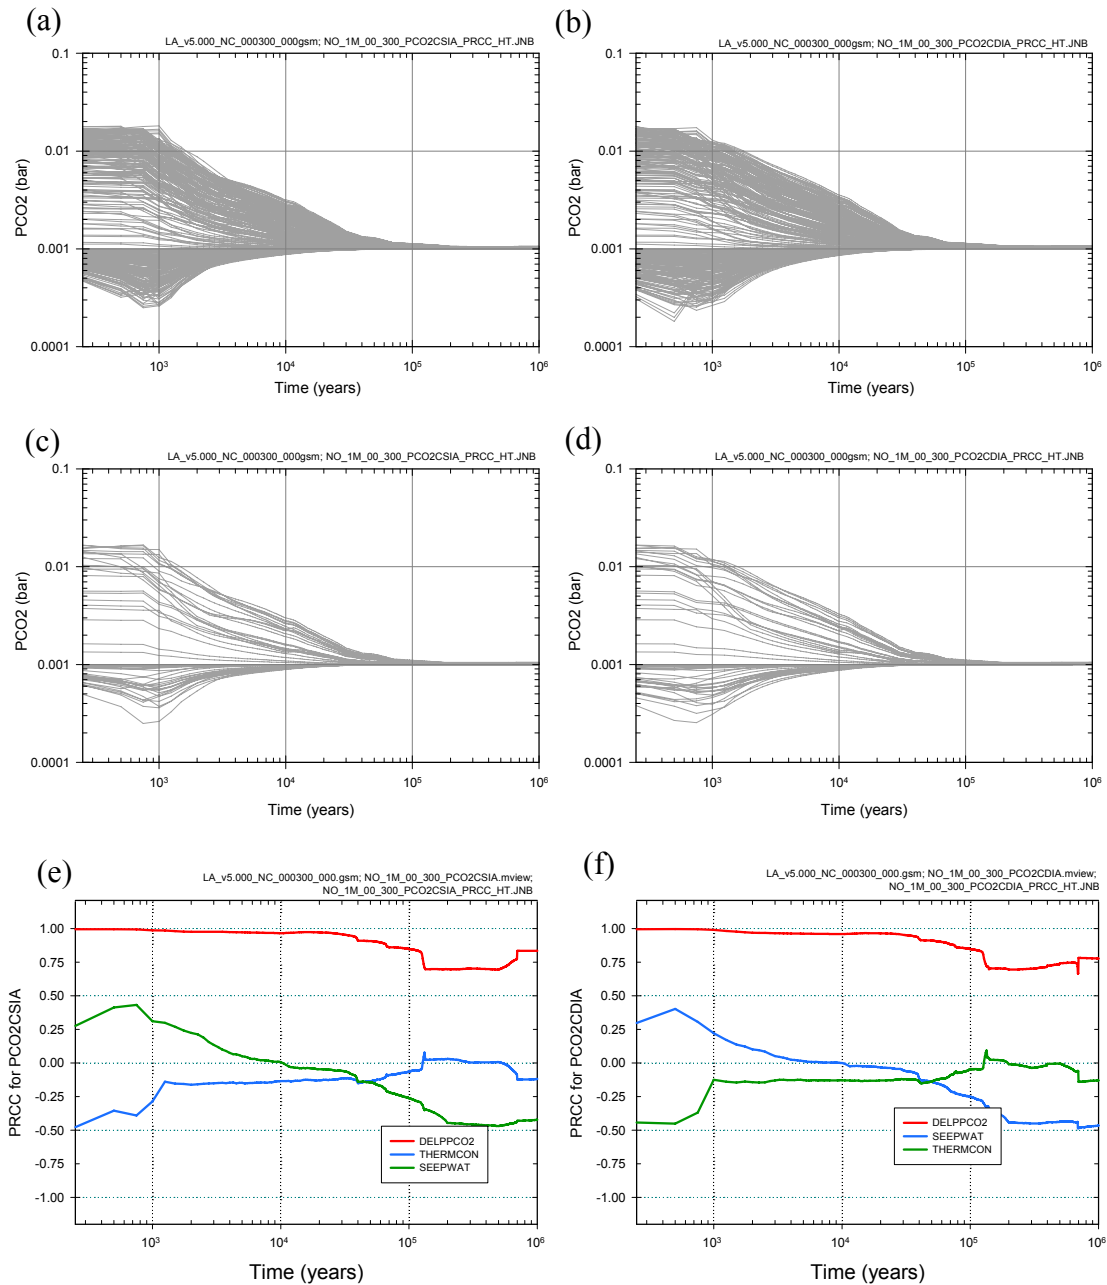 (a)
LA_v5.000_NC_000300_000gsm; NO_1M_00_300_PCO2CSIA_PRCC_HT.JNB
0.1
0.01
0.001
0.0001
PCO2 (bar)
10³ 10⁴ 10⁵ 10⁶
Time (years)
(b)
LA_v5.000_NC_000300_000gsm; NO_1M_00_300_PCO2CDIA_PRCC_HT.JNB
0.1
0.01
0.001
0.0001
PCO2 (bar)
10³ 10⁴ 10⁵ 10⁶
Time (years)
(c)
LA_v5.000_NC_000300_000gsm; NO_1M_00_300_PCO2CSIA_PRCC_HT.JNB
0.1
0.01
0.001
0.0001
PCO2 (bar)
10³ 10⁴ 10⁵ 10⁶
Time (years)
(d)
LA_v5.000_NC_000300_000gsm; NO_1M_00_300_PCO2CDIA_PRCC_HT.JNB
0.1
0.01
0.001
0.0001
PCO2 (bar)
10³ 10⁴ 10⁵ 10⁶
Time (years)
(e)
LA_v5.000_NC_000300_000.gsm; NO_1M_00_300_PCO2CSIA.mview;
NO_1M_00_300_PCO2CSIA_PRCC_HT.JNB
1.00
0.75
0.50
0.25
0.00
-0.25
-0.50
-0.75
-1.00
PRCC for PCO2CSIA
DELPPCO2
THERMCON
SEEPWAT
10³ 10⁴ 10⁵ 10⁶
Time (years)
(f)
LA_v5.000_NC_000300_000.gsm; NO_1M_00_300_PCO2CDIA.mview;
NO_1M_00_300_PCO2CDIA_PRCC_HT.JNB
1.00
0.75
0.50
0.25
0.00
-0.25
-0.50
-0.75
-1.00
PRCC for PCO2CDIA
DELPPCO2
SEEPWAT
THERMCON
10³ 10⁴ 10⁵ 10⁶
Time (years)